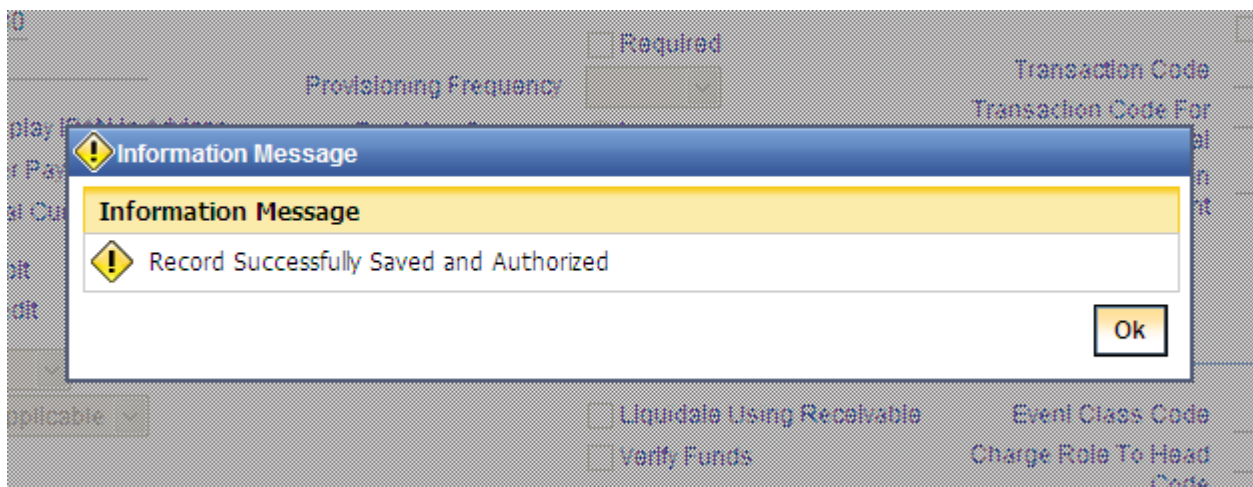 Required
Transaction Code
Provisioning Frequency
Transaction Code For
Information Message
Information Message
Record Successfully Saved and Authorized
Ok
Liquidate Using Receivable
Event Class Code
Verify Funds
Charge Role To Head
Code